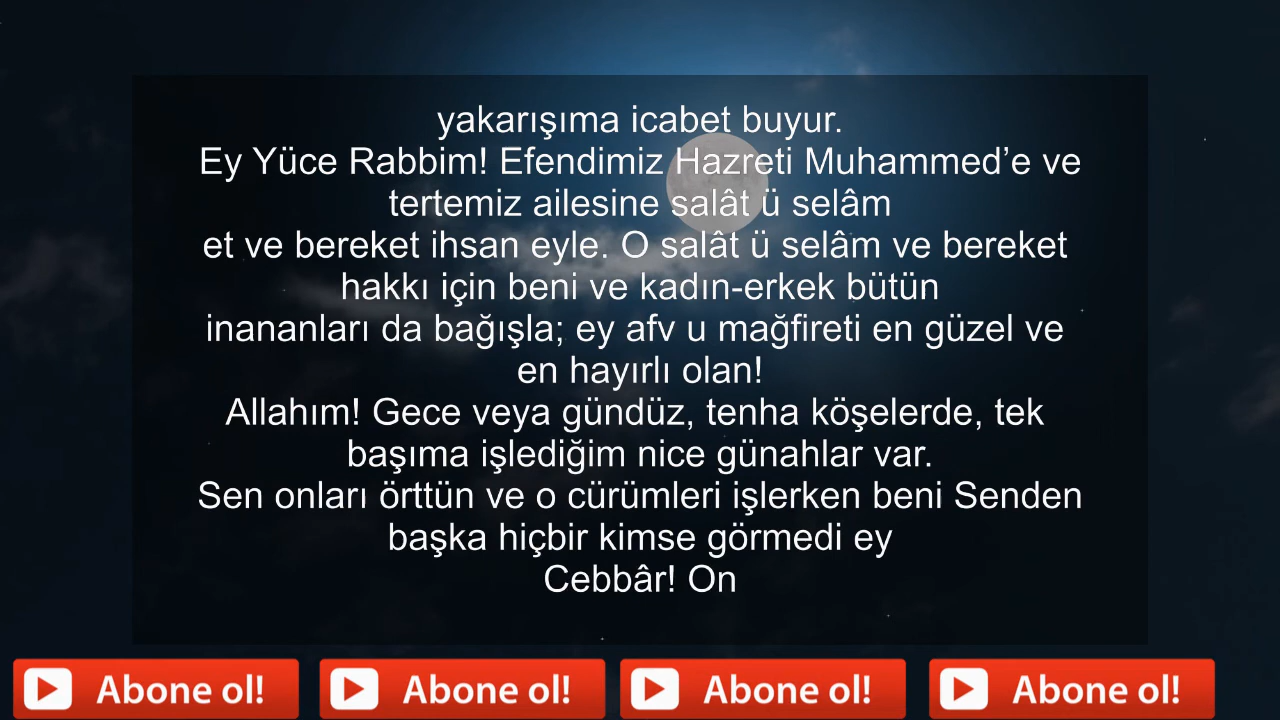 yakarışıma icabet buyur.
Ey Yüce Rabbim! Efendimiz Hazreti Muhammed’e ve
tertemiz ailesine salât ü selâm
et ve bereket ihsan eyle. O salât ü selâm ve bereket
hakkı için beni ve kadın-erkek bütün
inananları da bağışla; ey afv u mağfireti en güzel ve
en hayırlı olan!
Allahım! Gece veya gündüz, tenha köşelerde, tek
başıma işlediğim nice günahlar var.
Sen onları örttün ve o cürümleri işlerken beni Senden
başka hiçbir kimse görmedi ey
Cebbâr! On
Abone ol! Abone ol! Abone ol! Abone ol!